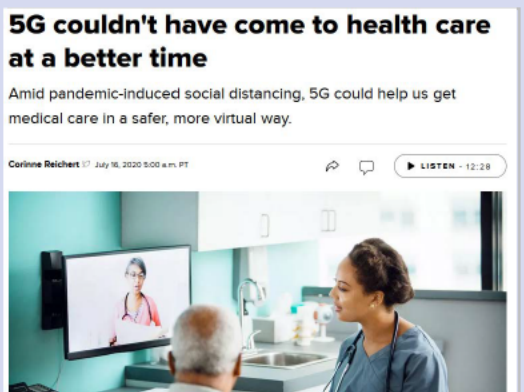 5G couldn't have come to health care
at a better time
Amid pandemic-induced social distancing, 5G could help us get
medical care in a safer, more virtual way.
Corinne Reichert July 16, 2020 5:00 a.m. PT
LISTEN - 12:28